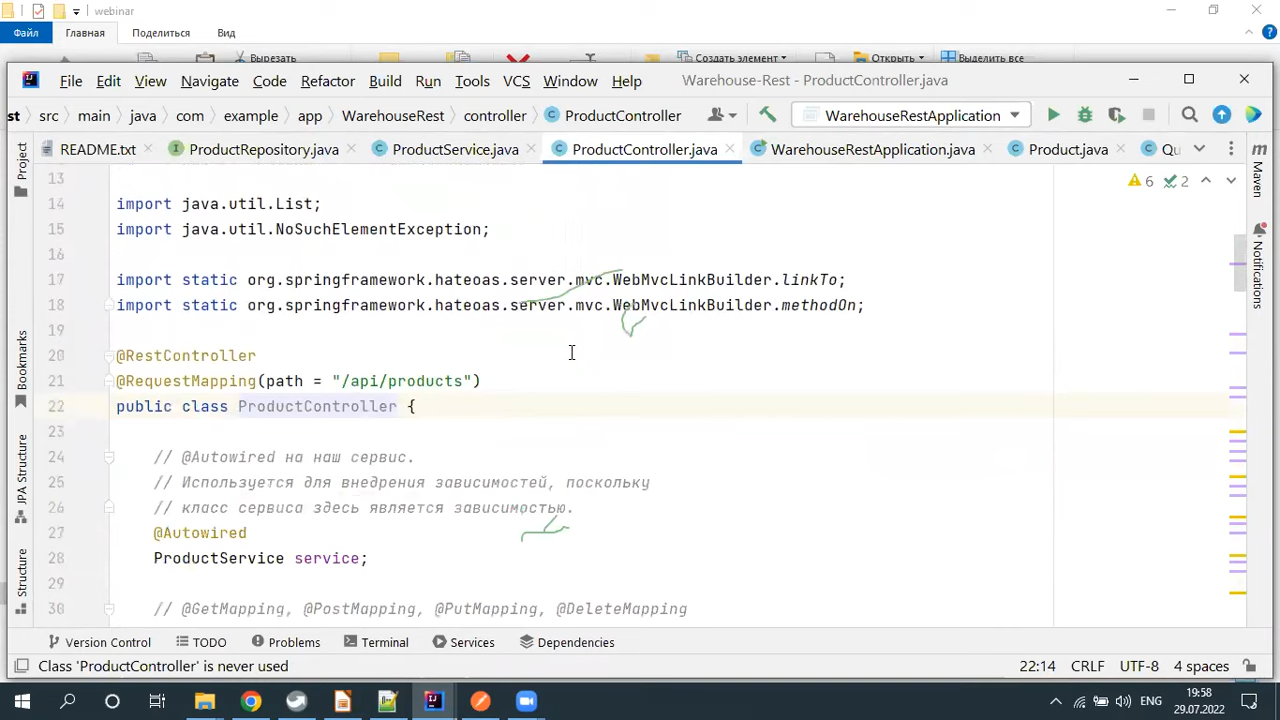 webinar
Файл Главная Поделиться Вид
Вырезать Создать элемент Открыть Выделить все
File Edit View Navigate Code Refactor Build Run Tools VCS Window Help Warehouse-Rest - ProductController.java
st src main java com example app WarehouseRest controller ProductController WarehouseRestApplication
README.txt ProductRepository.java ProductService.java ProductController.java WarehouseRestApplication.java Product.java Qu
Project
Bookmarks
JPA Structure
Structure
Maven
Notifications
6 2
13
14 import java.util.List;
15 import java.util.NoSuchElementException;
16
17 import static org.springframework.hateoas.server.mvc.WebMvcLinkBuilder.linkTo;
18 import static org.springframework.hateoas.server.mvc.WebMvcLinkBuilder.methodOn;
19
20 @RestController
21 @RequestMapping(path = "/api/products")
22 public class ProductController {
23
24 // @Autowired на наш сервис.
25 // Используется для внедрения зависимостей, поскольку
26 // класс сервиса здесь является зависимостью.
27 @Autowired
28 ProductService service;
29
30 // @GetMapping, @PostMapping, @PutMapping, @DeleteMapping
Version Control TODO Problems Terminal Services Dependencies
Class 'ProductController' is never used 22:14 CRLF UTF-8 4 spaces
ENG 19:58
29.07.2022